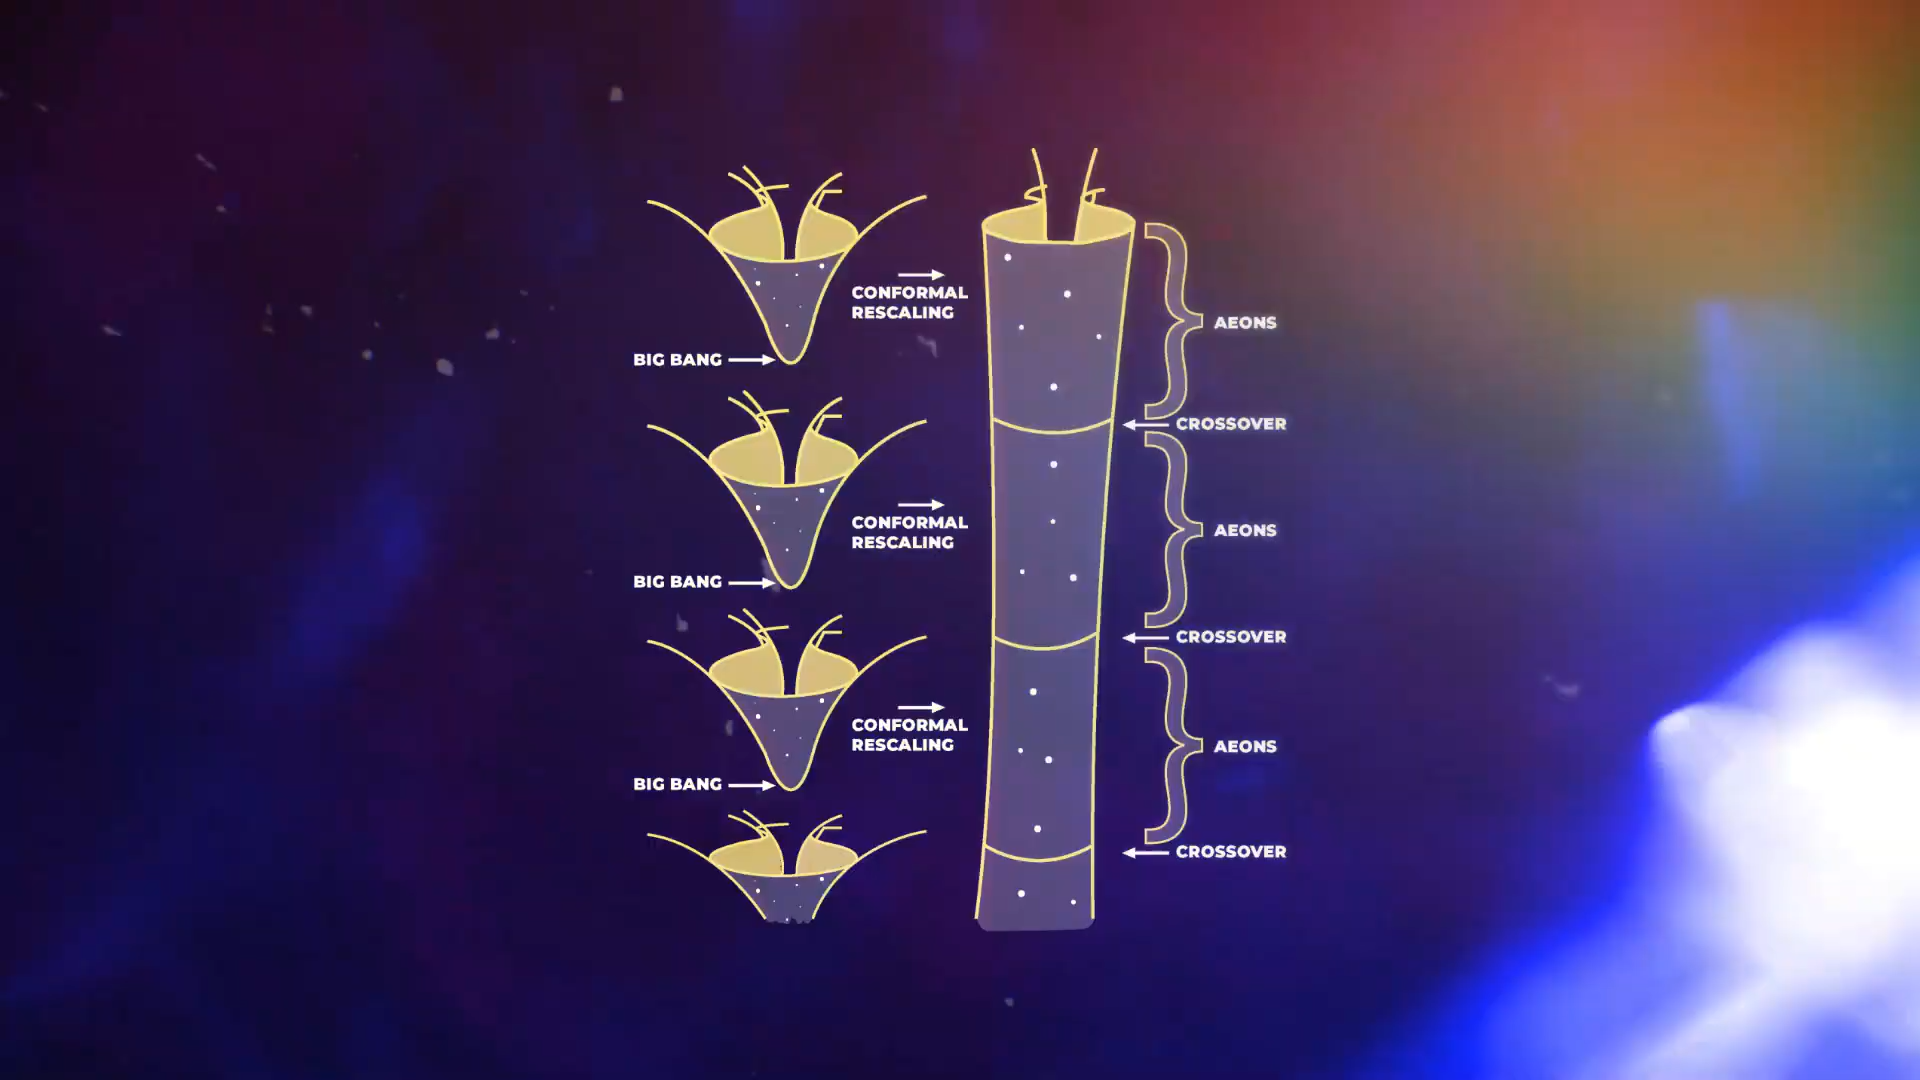 CONFORMAL
RESCALING
AEONS
BIG BANG
CROSSOVER
CONFORMAL
RESCALING
AEONS
BIG BANG
CROSSOVER
CONFORMAL
RESCALING
AEONS
BIG BANG
CROSSOVER